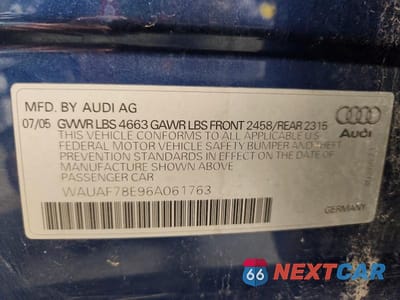 MFD. BY AUDI AG
07/05 GVWR LBS 4663 GAWR LBS FRONT 2458/REAR 2315
THIS VEHICLE CONFORMS TO ALL APPLICABLE
FEDERAL MOTOR VEHICLE SAFETY BUMPER AND THEFT
PREVENTION STANDARDS IN EFFECT ON THE DATE OF
MANUFACTURE SHOWN ABOVE
PASSENGER CAR
WAUAF78E96A061763
Audi
66 NEXTCAR